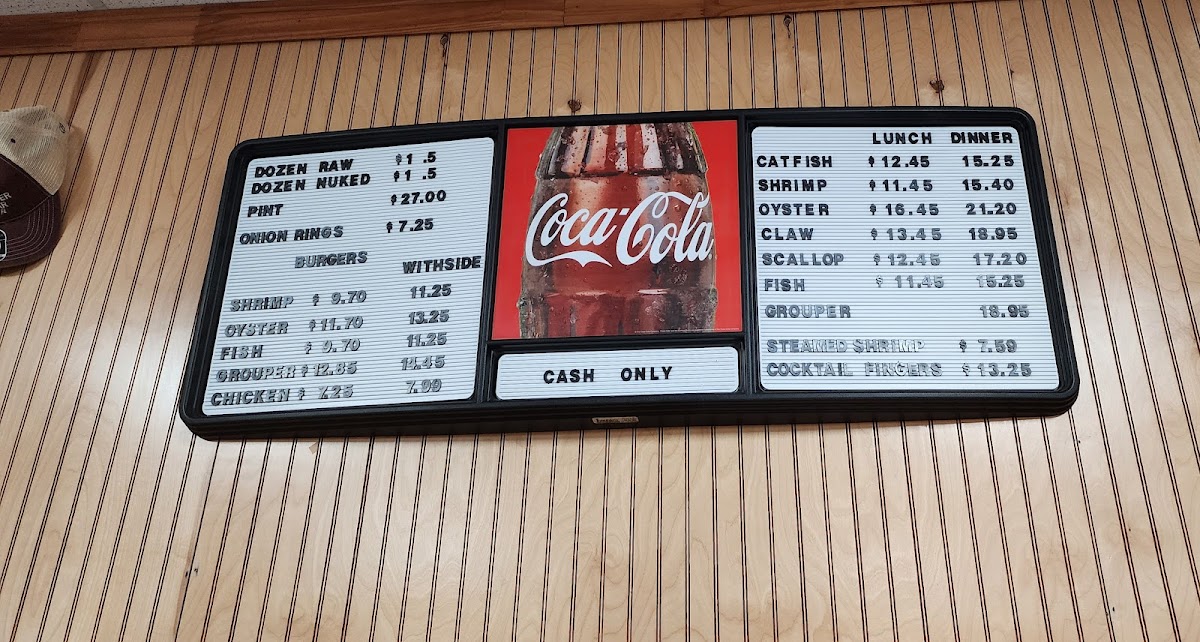 DOZEN RAW $1 .5
DOZEN NUKED $1 .5
PINT $27.00
ONION RINGS $7.25
BURGERS WITHSIDE
SHRIMP $ 9.70 11.25
OYSTER $11.70 13.25
FISH $ 9.70 11.25
GROUPER $12.85 14.45
CHICKEN $ 7.25 7.99
Coca-Cola
CASH ONLY
LUNCH DINNER
CATFISH $12.45 15.25
SHRIMP $11.45 15.40
OYSTER $16.45 21.20
CLAW $13.45 18.95
SCALLOP $12.45 17.20
FISH $11.45 15.25
GROUPER 18.95
STEAMED SHRIMP $ 7.59
COCKTAIL FINGERS $13.25